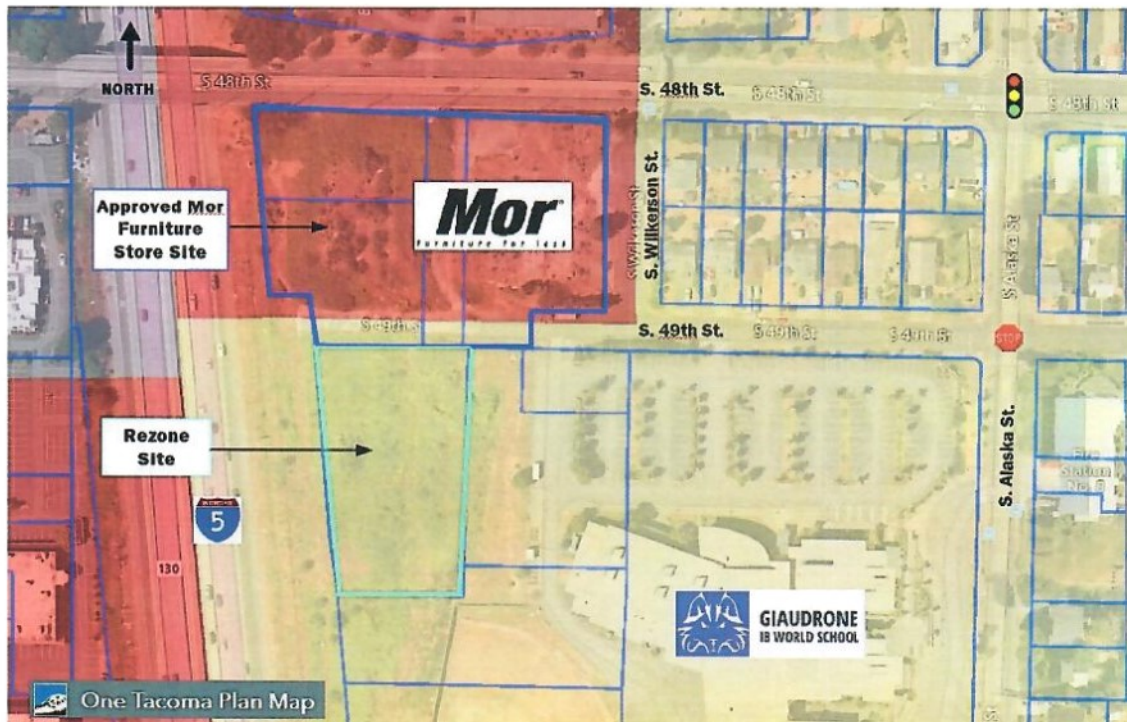 NORTH
S 48th St
S. 48th St.
S 48th St
S 48th St
Approved Mor
Furniture
Store Site
Mor
Furniture for less
S. Wilkerson St.
S Alaska St
S 49th S
S. 49th St.
S 49th St
S 49th St
STOP
Rezone
Site
5
130
S. Alaska St.
Fire
Station
No. 8
GIAUDRONE
IB WORLD SCHOOL
One Tacoma Plan Map